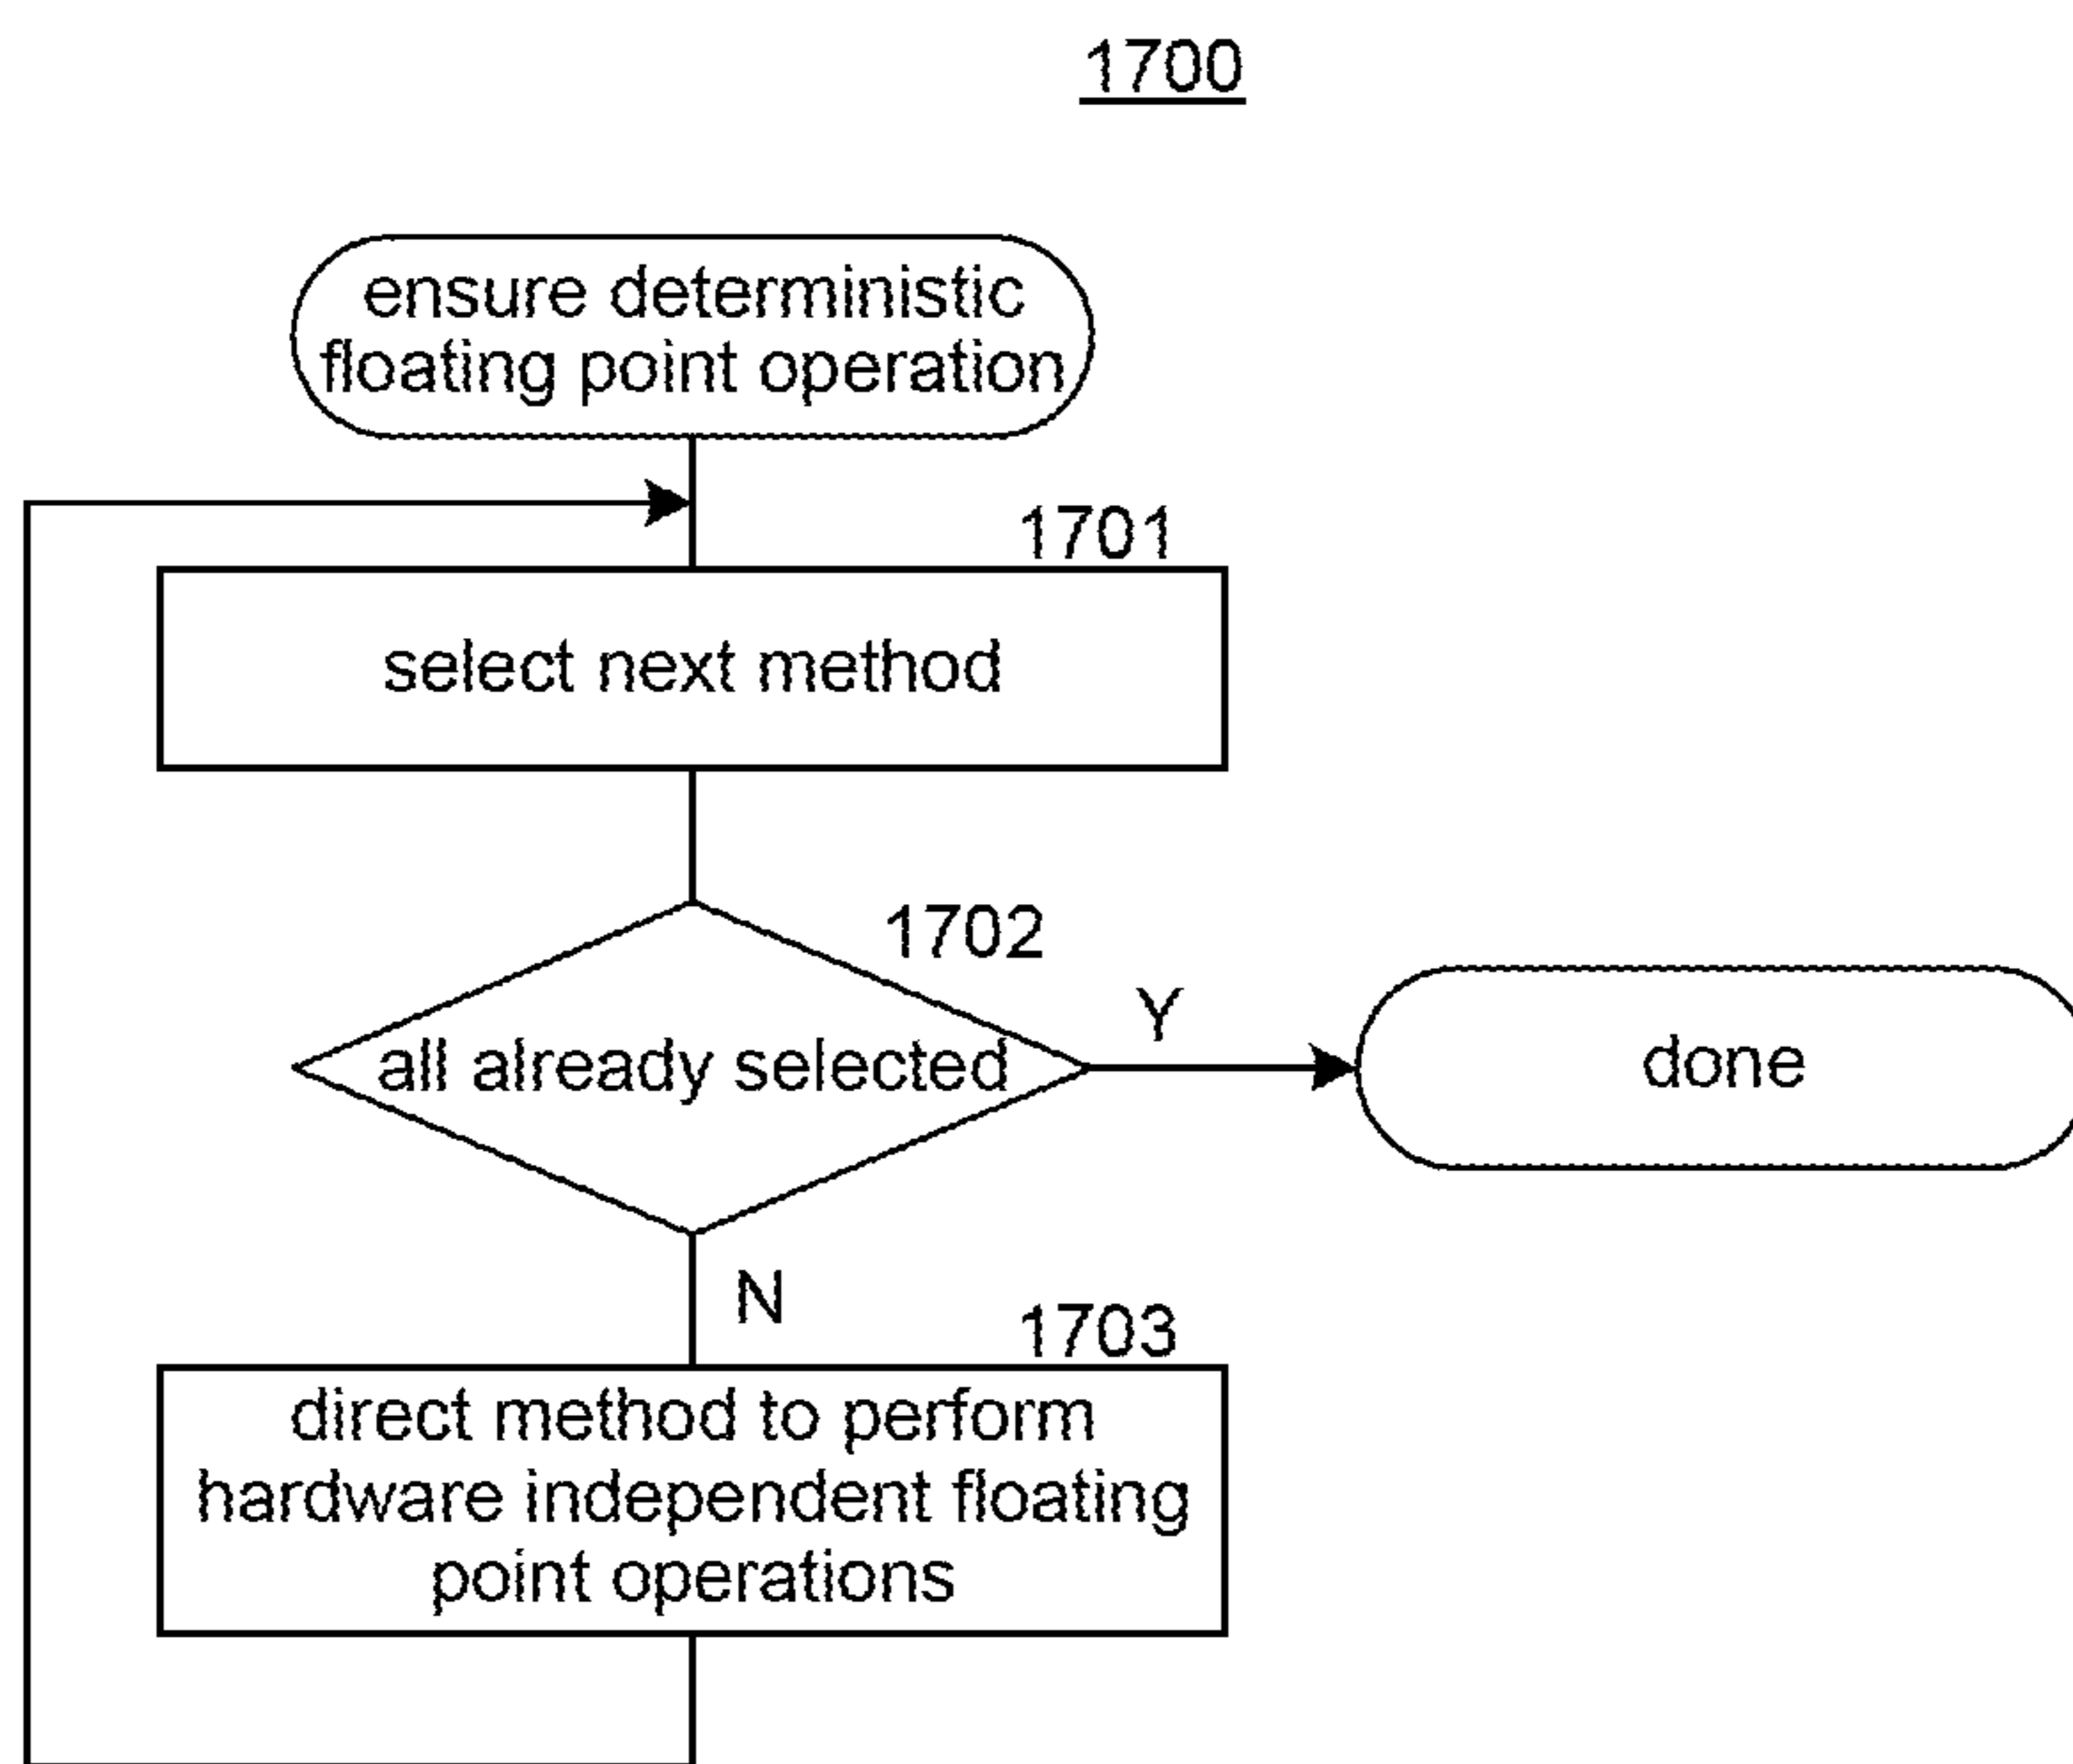 1700
ensure deterministic
floating point operation
1701
select next method
1702
all already selected
Y
done
N
1703
direct method to perform
hardware independent floating
point operations